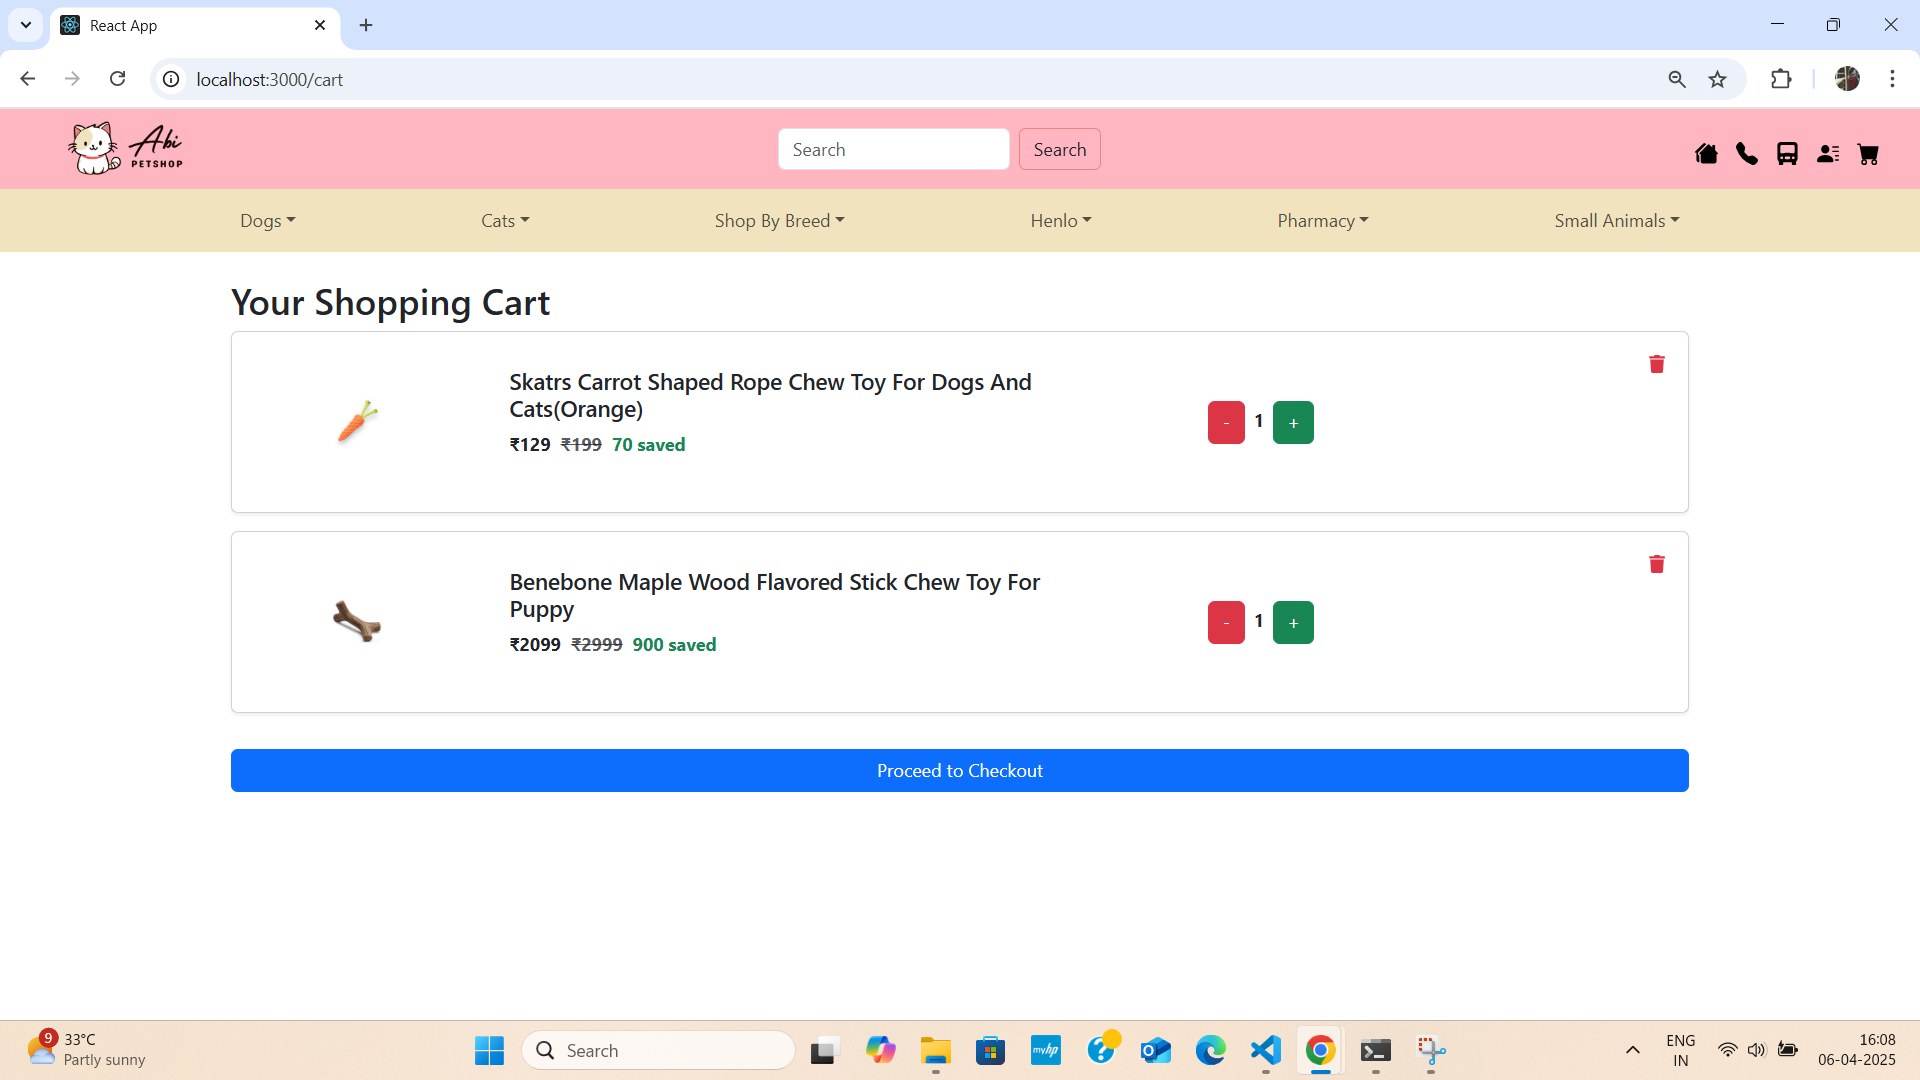 React App
localhost:3000/cart
Abi
PETSHOP
Search
Search
Dogs
Cats
Shop By Breed
Henlo
Pharmacy
Small Animals
Your Shopping Cart
Skatrs Carrot Shaped Rope Chew Toy For Dogs And
Cats(Orange)
₹129 ₹199 70 saved
- 1 +
Benebone Maple Wood Flavored Stick Chew Toy For
Puppy
₹2099 ₹2999 900 saved
- 1 +
Proceed to Checkout
9
33°C
Partly sunny
Search
myhp
ENG
IN
16:08
06-04-2025